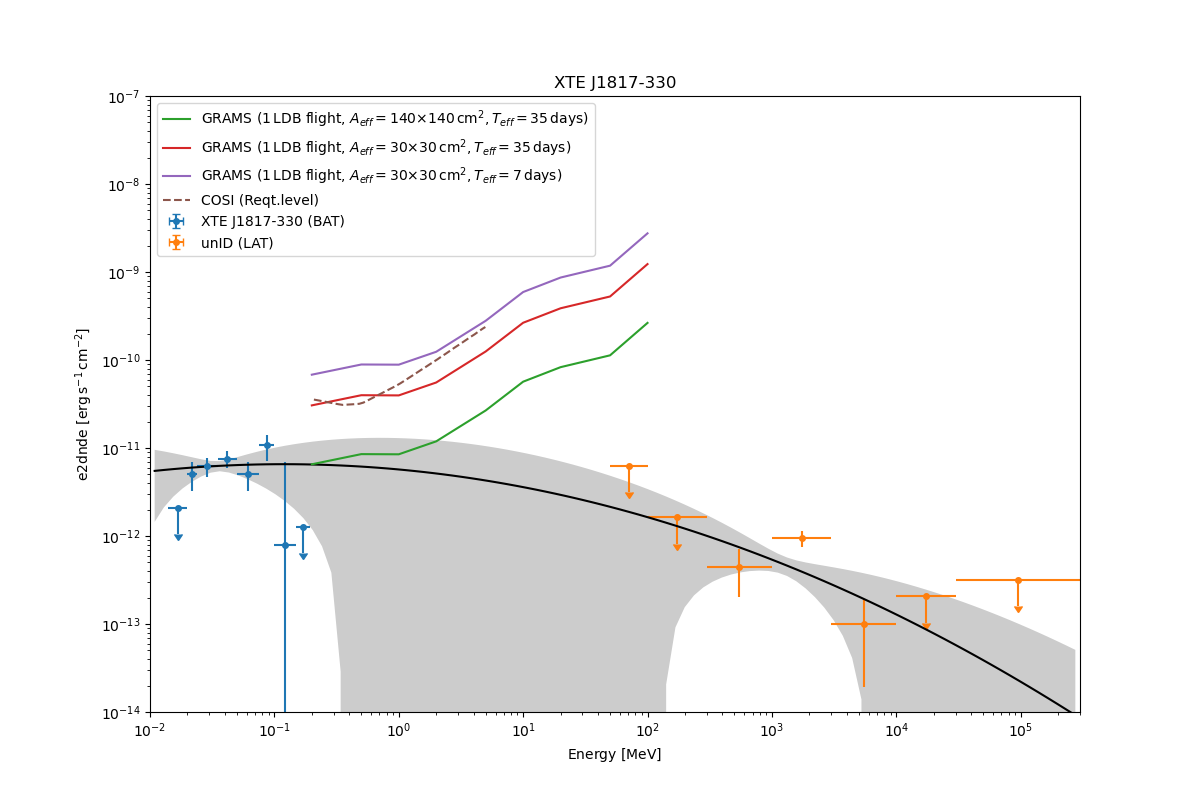 XTE J1817-330
GRAMS (1 LDB flight, A_eff = 140×140 cm², T_eff = 35 days)
GRAMS (1 LDB flight, A_eff = 30×30 cm², T_eff = 35 days)
GRAMS (1 LDB flight, A_eff = 30×30 cm², T_eff = 7 days)
COSI (Reqt.level)
XTE J1817-330 (BAT)
unID (LAT)
10⁻⁷
10⁻⁸
10⁻⁹
10⁻¹⁰
10⁻¹¹
10⁻¹²
10⁻¹³
10⁻¹⁴
e2dnde [erg s⁻¹ cm⁻²]
10⁻² 10⁻¹ 10⁰ 10¹ 10² 10³ 10⁴ 10⁵
Energy [MeV]